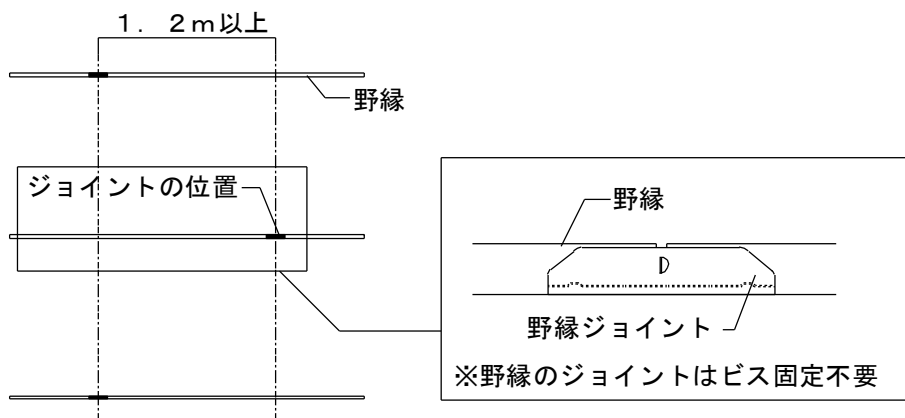 １．２ｍ以上
野縁
ジョイントの位置
野縁
D
野縁ジョイント
※野縁のジョイントはビス固定不要